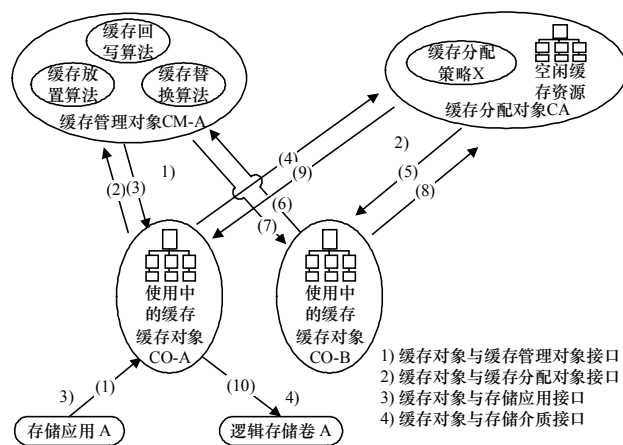 缓存回
写算法
缓存放
置算法
缓存替
换算法
缓存管理对象CM-A
缓存分配
策略X
空闲缓
存资源
缓存分配对象CA
(2)
(3)
1)
(4)
(9)
2)
(5)
(8)
(6)
(7)
使用中
的缓存
缓存对象
CO-A
使用中
的缓存
缓存对象
CO-B
3)
(1)
(10)
4)
存储应用 A
逻辑存储卷 A
1) 缓存对象与缓存管理对象接口
2) 缓存对象与缓存分配对象接口
3) 缓存对象与存储应用接口
4) 缓存对象与存储介质接口